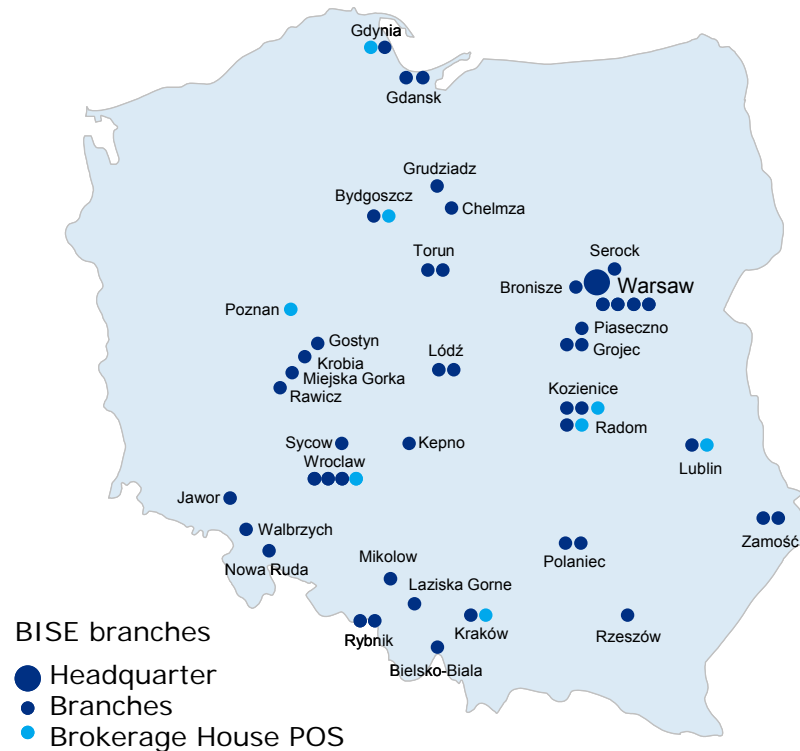 Gdynia
Gdansk
Grudziadz
Bydgoszcz
Chelmza
Torun
Serock
Bronisze
Warsaw
Poznan
Piaseczno
Gostyn
Grojec
Lódź
Krobia
Miejska Gorka
Rawicz
Kozienice
Radom
Sycow
Kepno
Wroclaw
Lublin
Jawor
Walbrzych
Zamość
Nowa Ruda
Mikolow
Polaniec
Laziska Gorne
Rybnik
Kraków
Rzeszów
Bielsko-Biala
BISE branches
Headquarter
Branches
Brokerage House POS